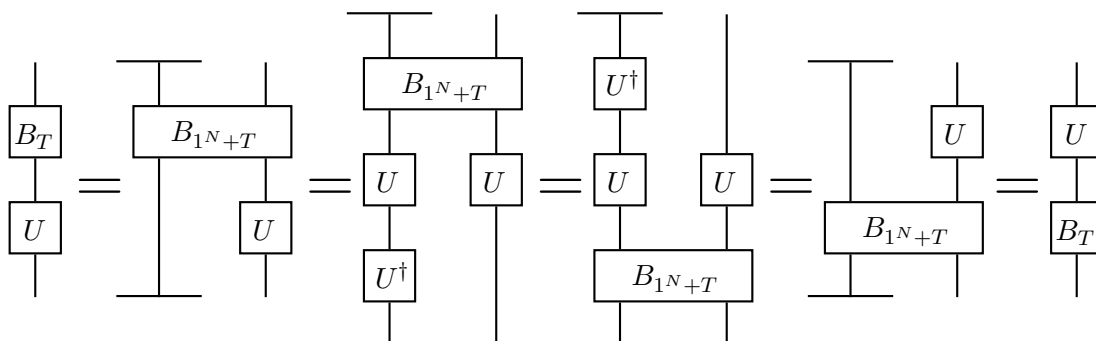 B_T
U
=
B_{1^N+T}
U
=
B_{1^N+T}
U U
U^†
=
U^†
U U
B_{1^N+T}
=
U
B_{1^N+T}
=
U
B_T